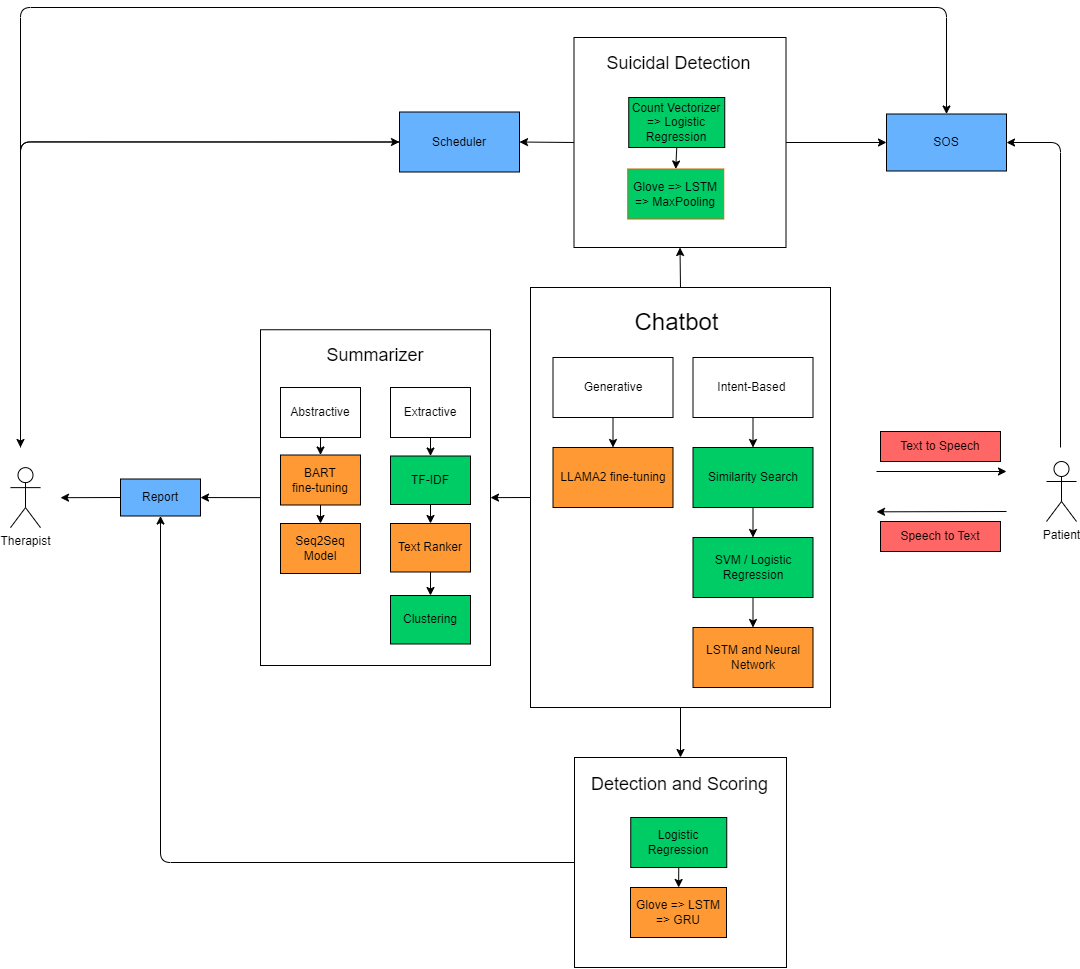 Suicidal Detection
Count Vectorizer
=> Logistic
Regression
Glove => LSTM
=> MaxPooling
Scheduler
SOS
Chatbot
Generative
Intent-Based
LLAMA2 fine-tuning
Similarity Search
SVM / Logistic
Regression
LSTM and Neural
Network
Summarizer
Abstractive
Extractive
BART
fine-tuning
TF-IDF
Seq2Seq
Model
Text Ranker
Clustering
Report
Therapist
Text to Speech
Speech to Text
Patient
Detection and Scoring
Logistic
Regression
Glove => LSTM
=> GRU